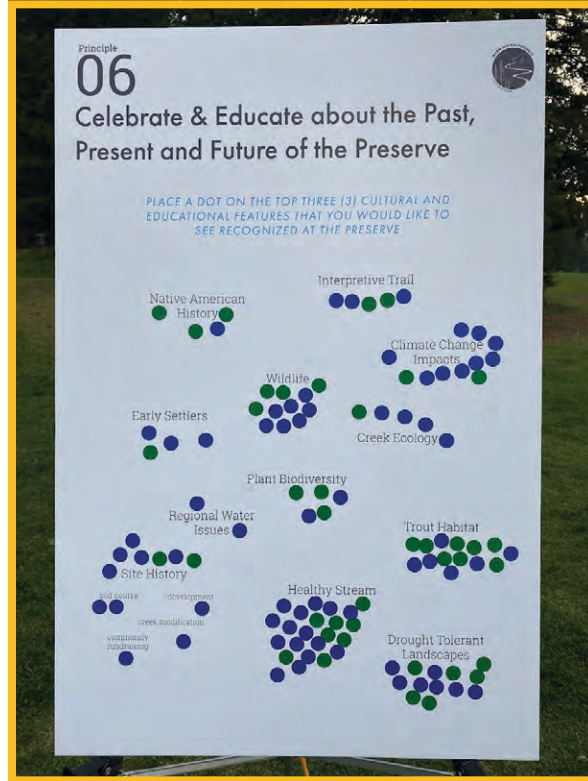 Principle
06
Celebrate & Educate about the Past,
Present and Future of the Preserve
PLACE A DOT ON THE TOP THREE (3) CULTURAL AND
EDUCATIONAL FEATURES THAT YOU WOULD LIKE TO
SEE RECOGNIZED AT THE PRESERVE
Interpretive Trail
Native American
History
Climate Change
Impacts
Wildlife
Early Settlers
Creek Ecology
Plant Biodiversity
Regional Water
Issues
Trout Habitat
Site History
golf course
development
creek modification
community
fundraising
Healthy Stream
Drought Tolerant
Landscapes